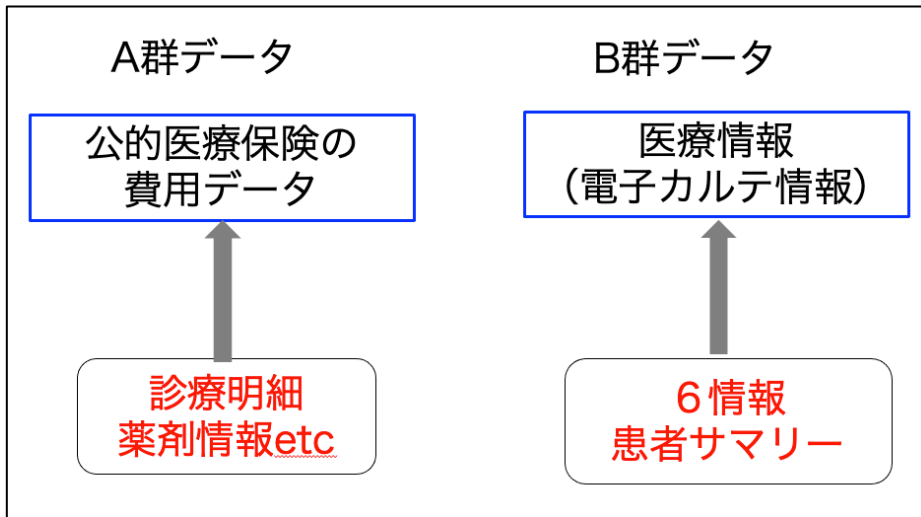 A群データ
公的医療保険の
費用データ
診療明細
薬剤情報etc
B群データ
医療情報
（電子カルテ情報）
６情報
患者サマリー